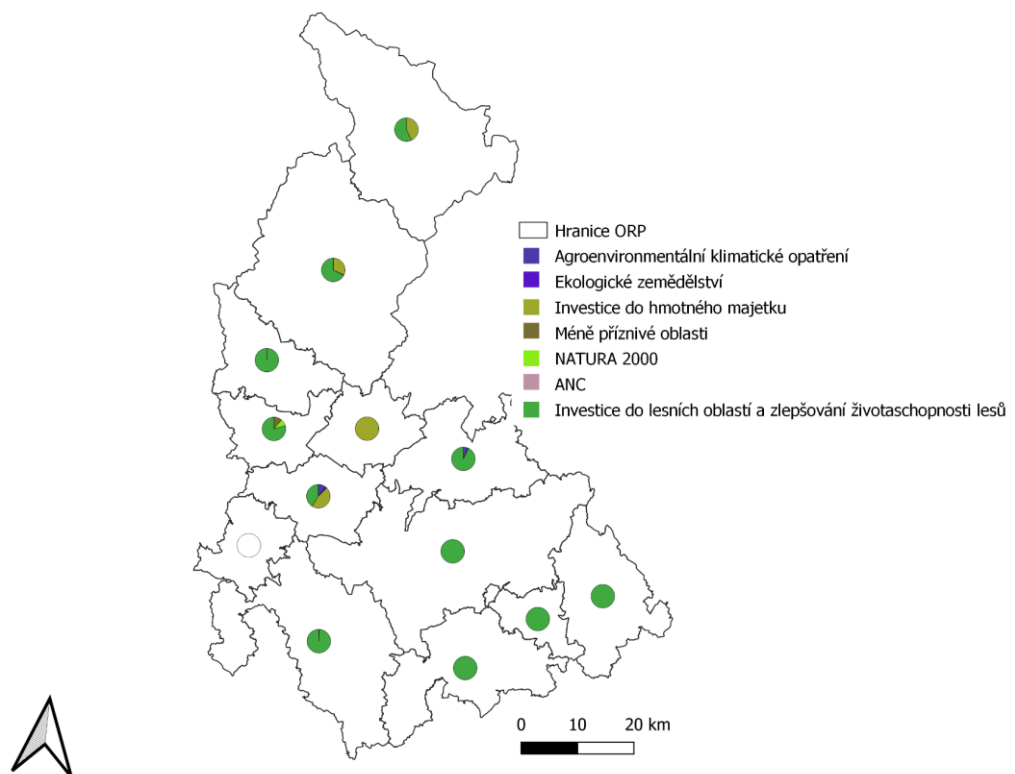 Hranice ORP
Agroenvironmentální klimatické opatření
Ekologické zemědělství
Investice do hmotného majetku
Méně příznivé oblasti
NATURA 2000
ANC
Investice do lesních oblastí a zlepšování životaschopnosti lesů
0 10 20 km